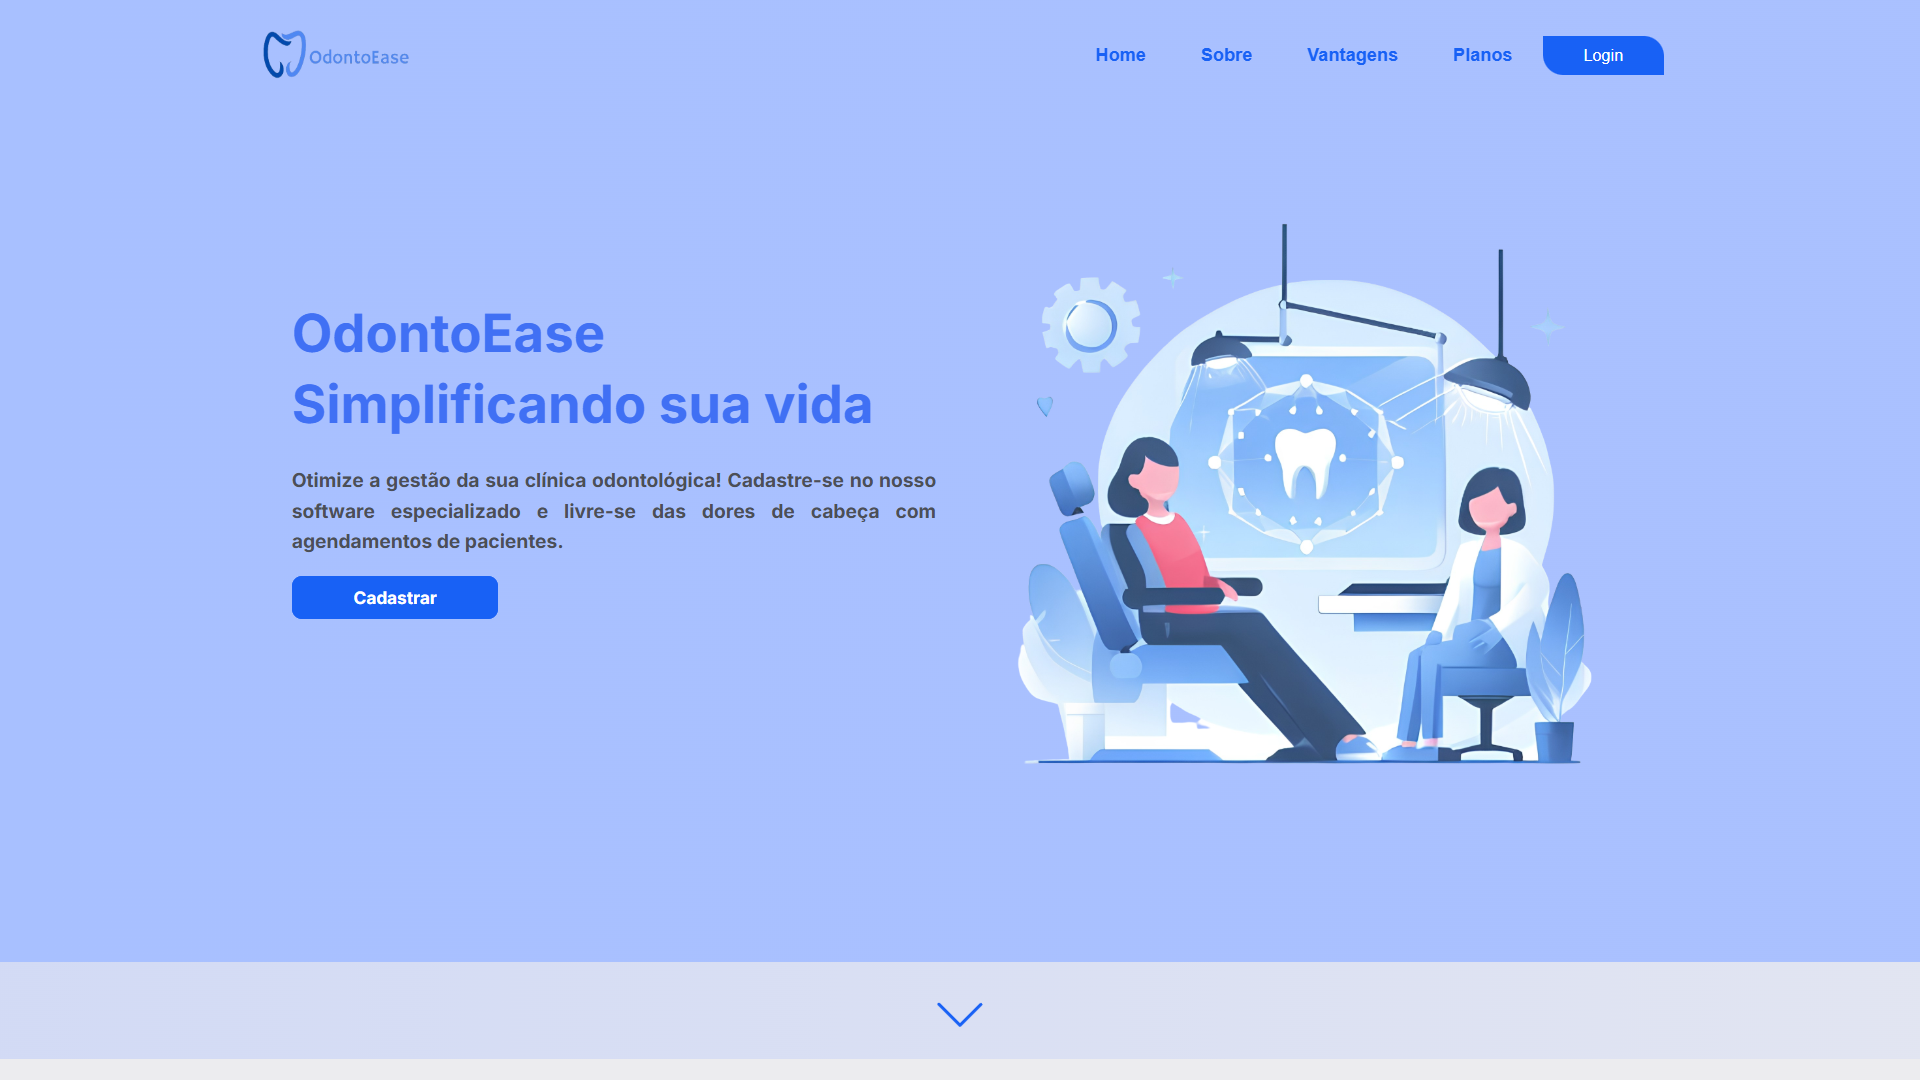 OdontoEase
Home
Sobre
Vantagens
Planos
Login
OdontoEase
Simplificando sua vida
Otimize a gestão da sua clínica odontológica! Cadastre-se no nosso
software especializado e livre-se das dores de cabeça com
agendamentos de pacientes.
Cadastrar